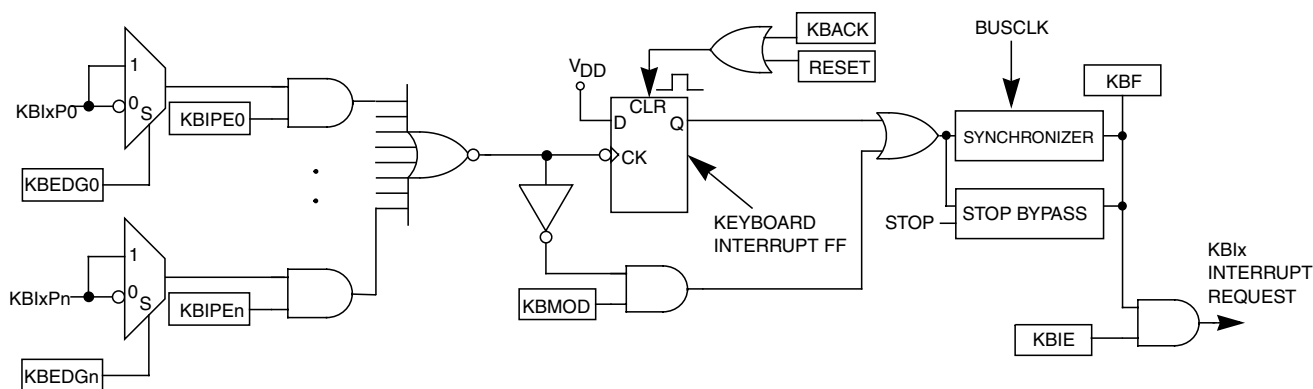 KBACK
RESET
BUSCLK
VDD
KBF
1
KBIxP0
0
S
KBIPE0
CLR
D
Q
SYNCHRONIZER
CK
KBEDG0
STOP BYPASS
STOP
KEYBOARD
INTERRUPT FF
1
KBIxPn
0
S
KBIPEn
KBMOD
KBIx
INTERRUPT
REQUEST
KBIE
KBEDGn